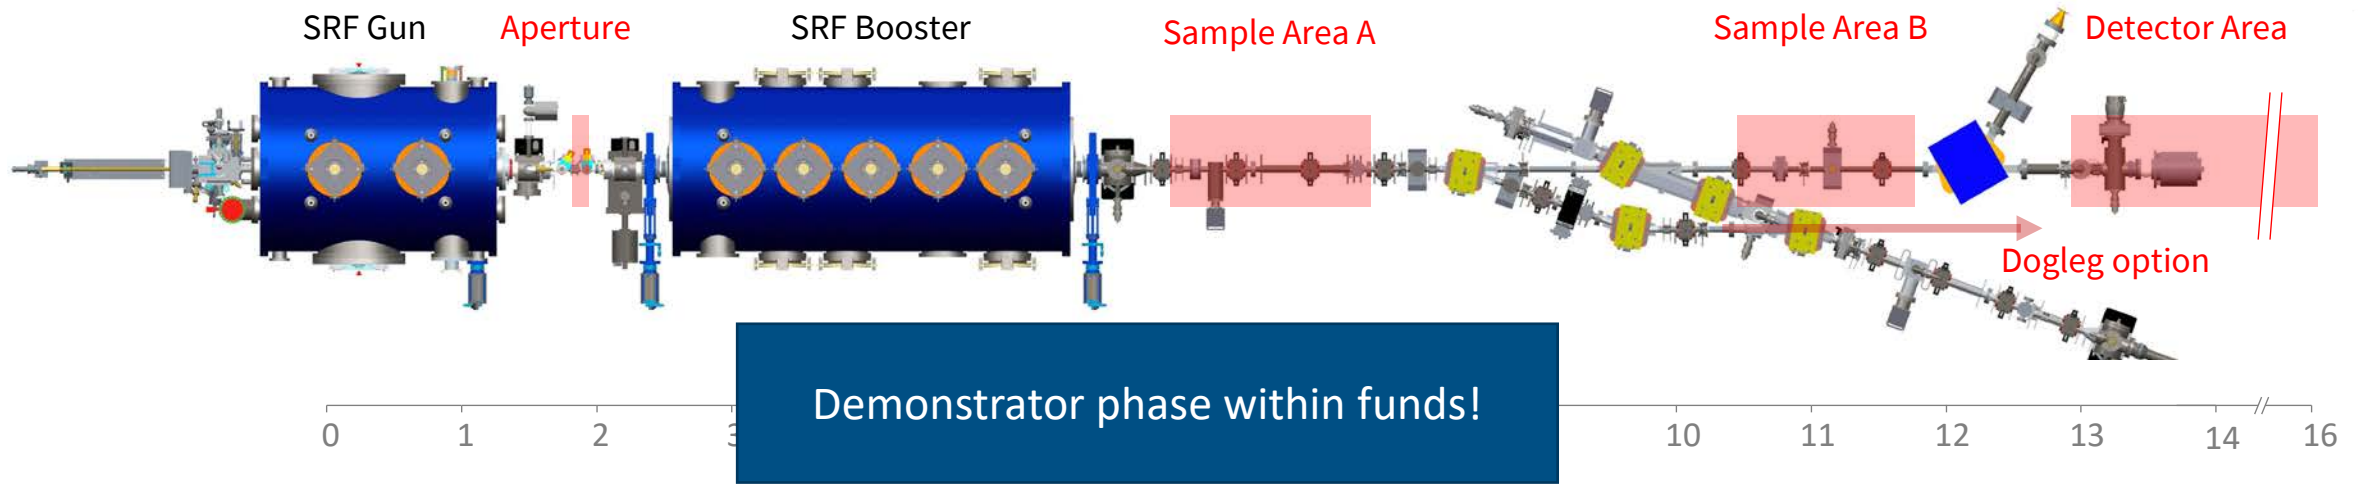 SRF Gun
Aperture
SRF Booster
Sample Area A
Sample Area B
Detector Area
Dogleg option
Demonstrator phase within funds!
0 1 2 3 10 11 12 13 14 16